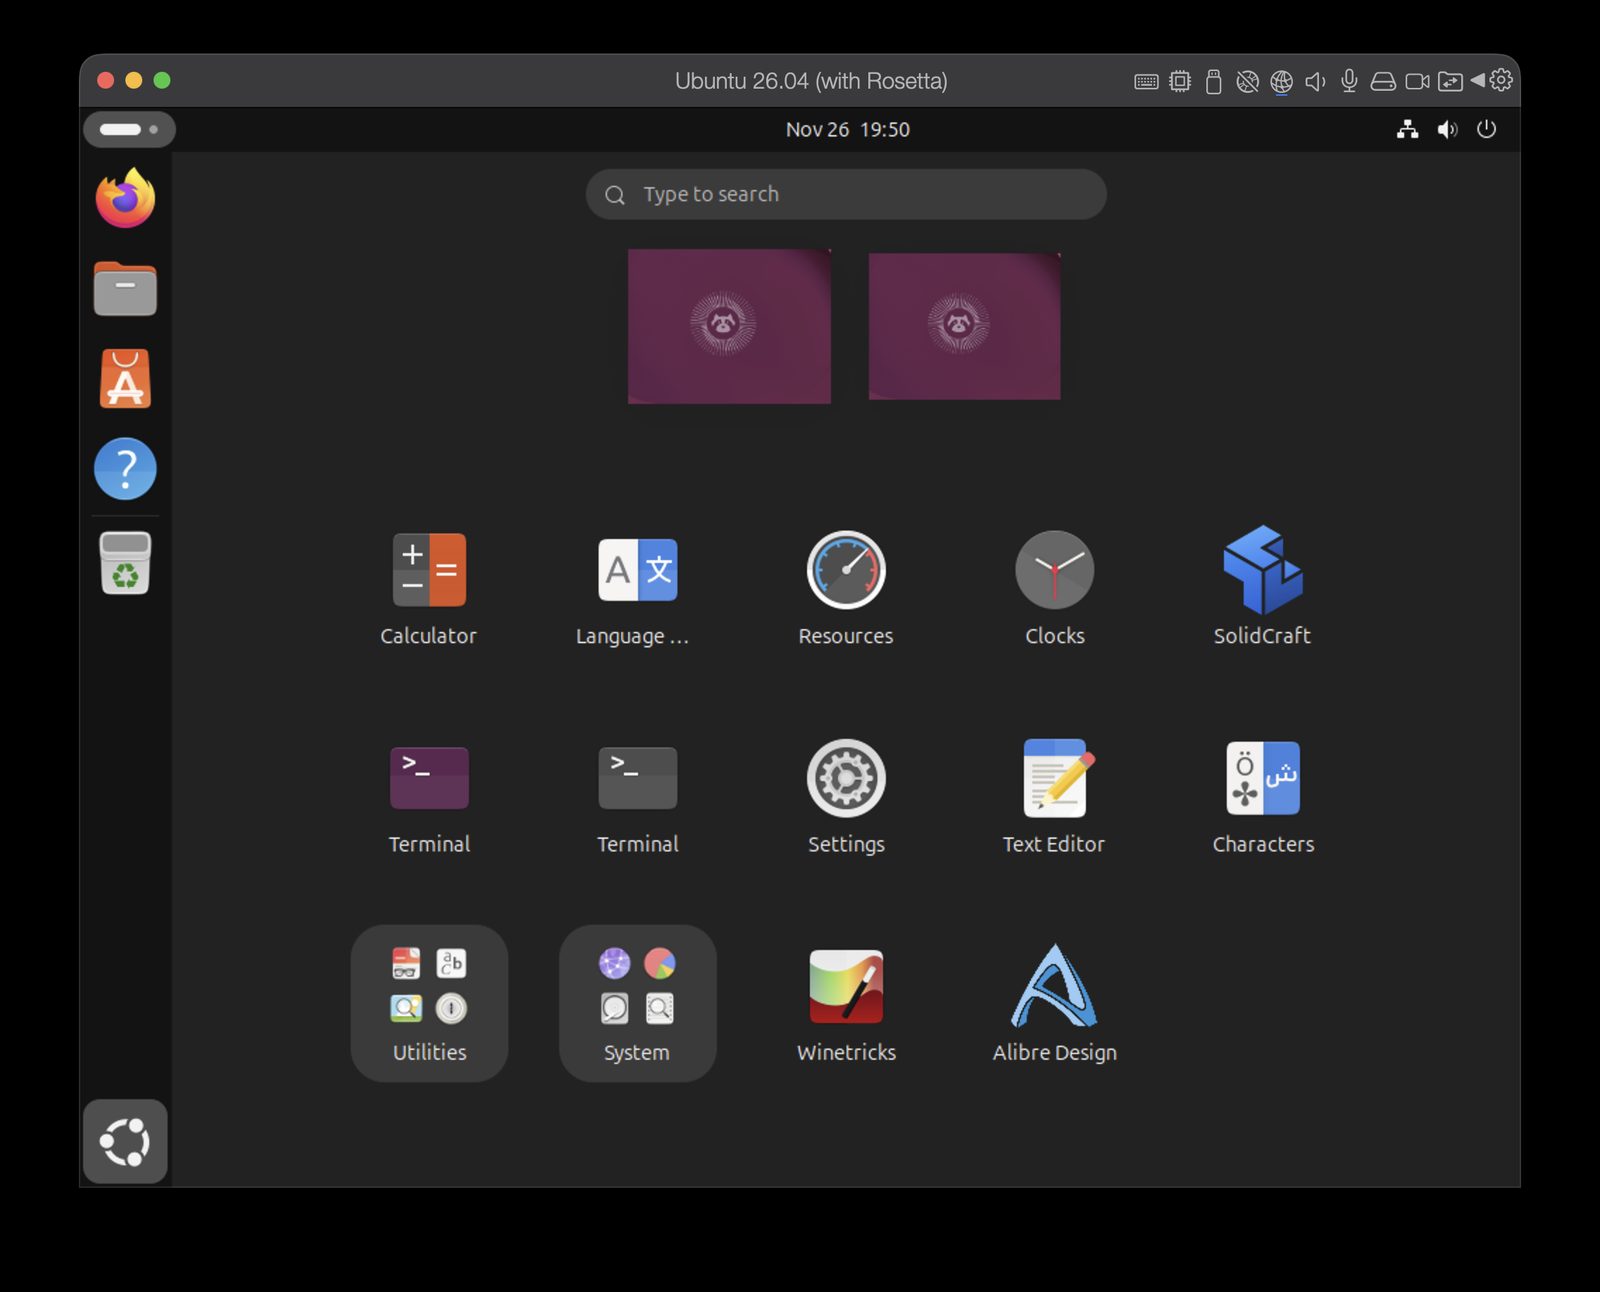 Ubuntu 26.04 (with Rosetta)
Nov 26 19:50
Type to search
Calculator
Language ...
Resources
Clocks
SolidCraft
Terminal
Terminal
Settings
Text Editor
Characters
Utilities
System
Winetricks
Alibre Design